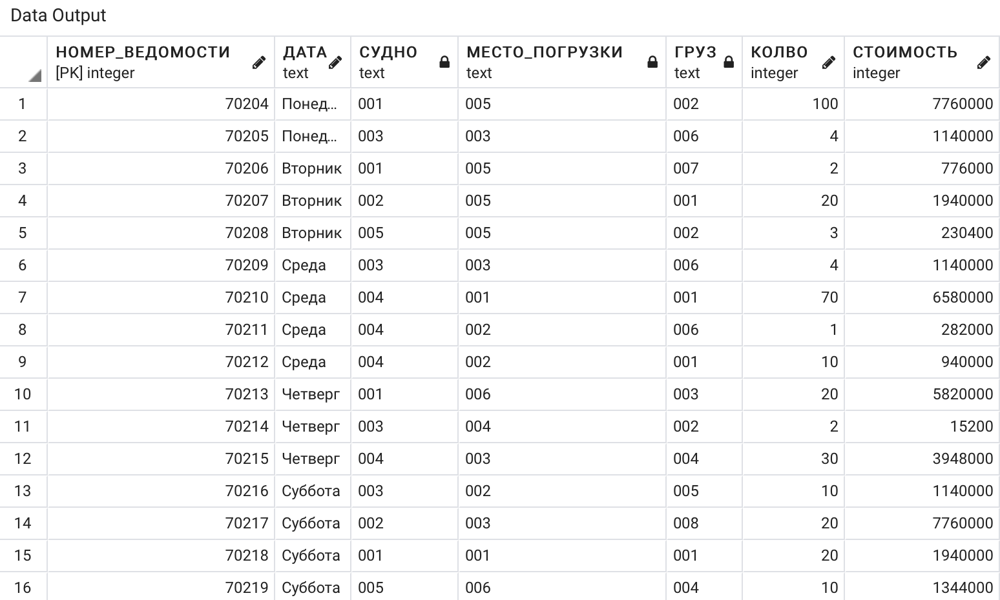 Data Output
НОМЕР_ВЕДОМОСТИ ДАТА СУДНО МЕСТО_ПОГРУЗКИ ГРУЗ КОЛВО СТОИМОСТЬ
[PK] integer text text text text integer integer
1 70204 Понед... 001 005 002 100 7760000
2 70205 Понед... 003 003 006 4 1140000
3 70206 Вторник 001 005 007 2 776000
4 70207 Вторник 002 005 001 20 1940000
5 70208 Вторник 005 005 002 3 230400
6 70209 Среда 003 003 006 4 1140000
7 70210 Среда 004 001 001 70 6580000
8 70211 Среда 004 002 006 1 282000
9 70212 Среда 004 002 001 10 940000
10 70213 Четверг 001 006 003 20 5820000
11 70214 Четверг 003 004 002 2 15200
12 70215 Четверг 004 003 004 30 3948000
13 70216 Суббота 003 002 005 10 1140000
14 70217 Суббота 002 003 008 20 7760000
15 70218 Суббота 001 001 001 20 1940000
16 70219 Суббота 005 006 004 10 1344000